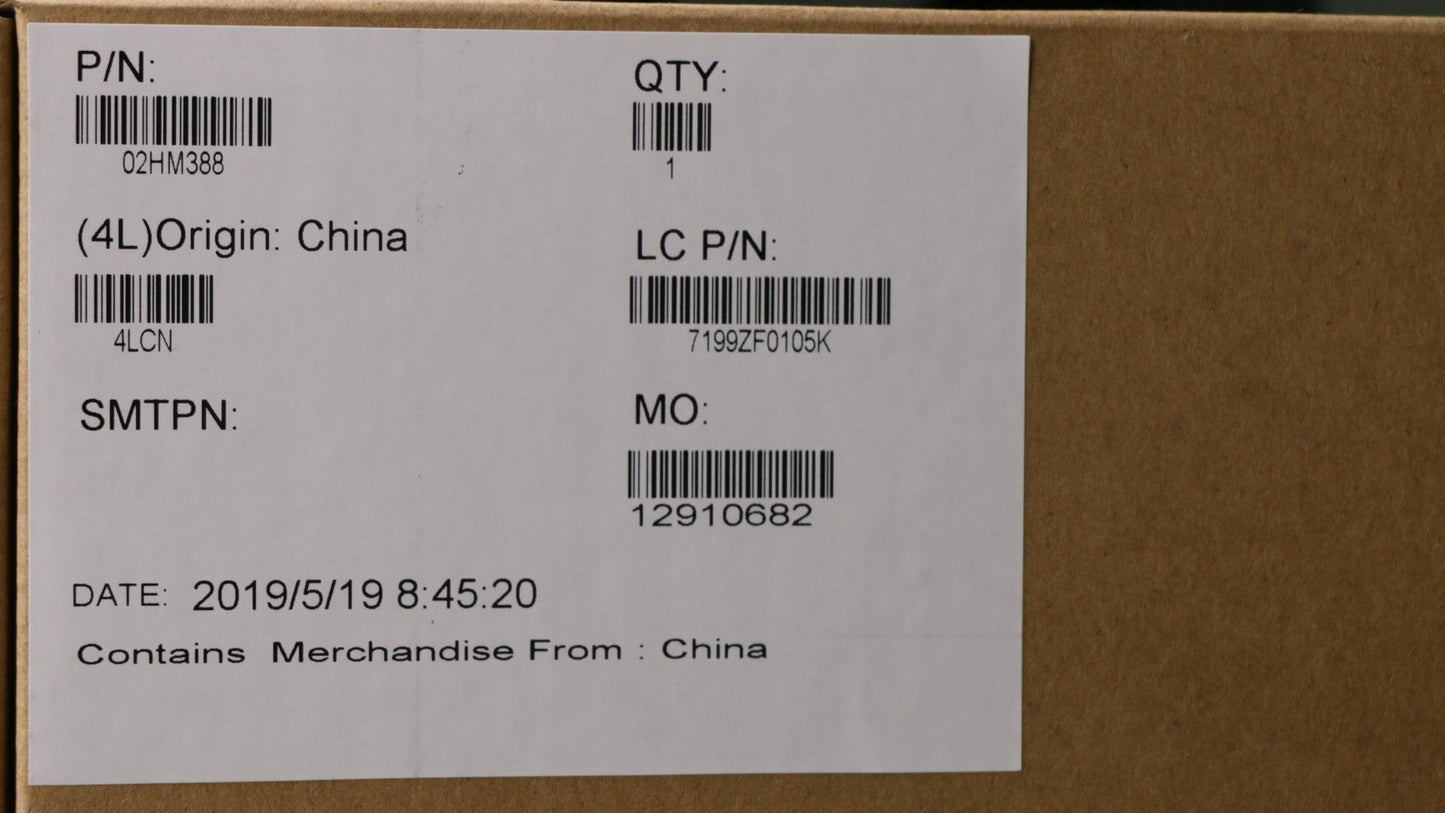 P/N:
02HM388
QTY:
1
(4L)Origin: China
4LCN
LC P/N:
7199ZF0105K
SMTPN:
MO:
12910682
DATE: 2019/5/19 8:45:20
Contains Merchandise From : China